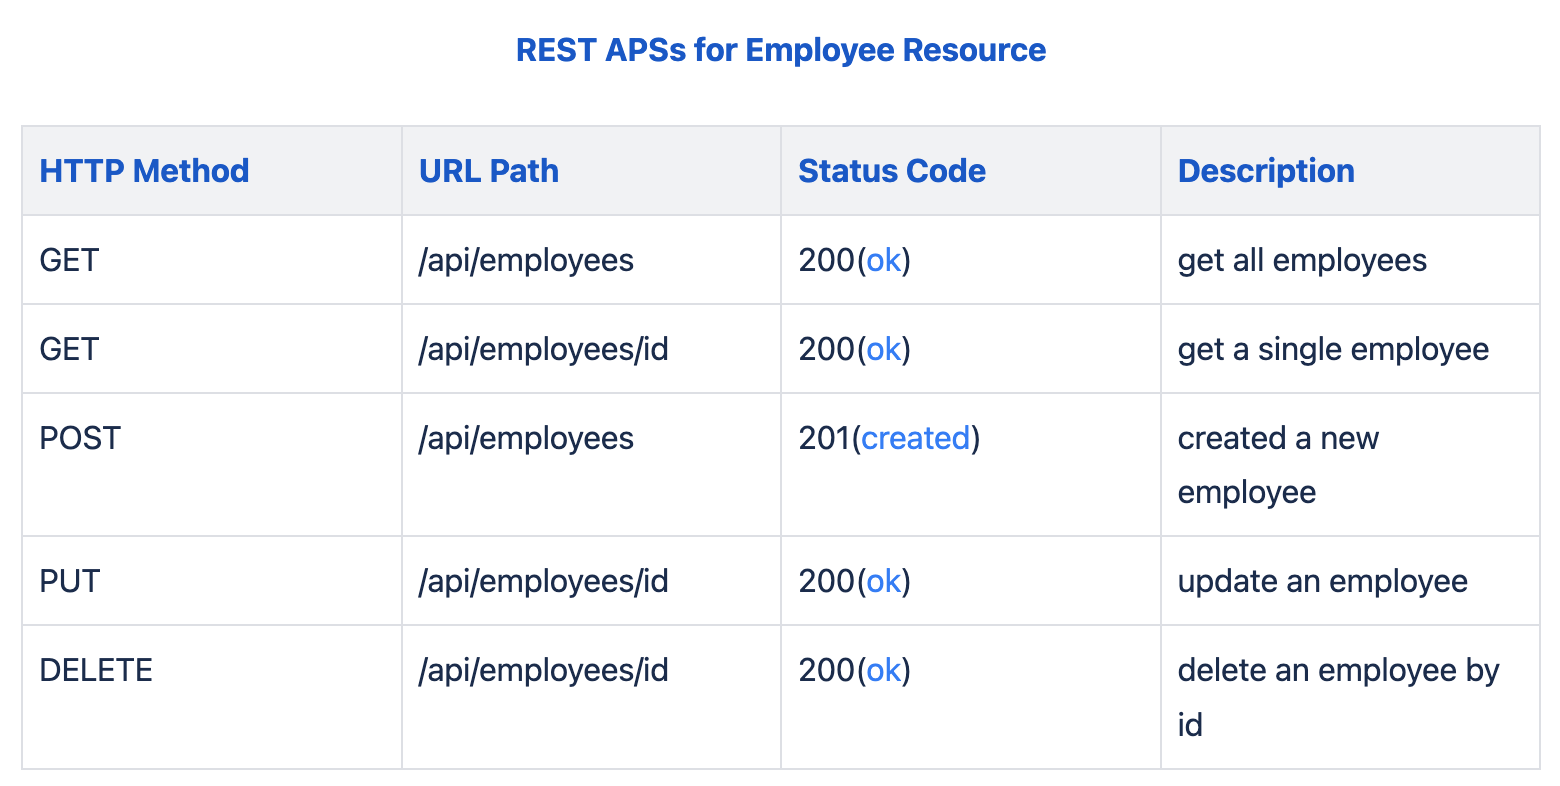 REST APSs for Employee Resource
HTTP Method URL Path Status Code Description
GET /api/employees 200(ok) get all employees
GET /api/employees/id 200(ok) get a single employee
POST /api/employees 201(created) created a new
employee
PUT /api/employees/id 200(ok) update an employee
DELETE /api/employees/id 200(ok) delete an employee by
id